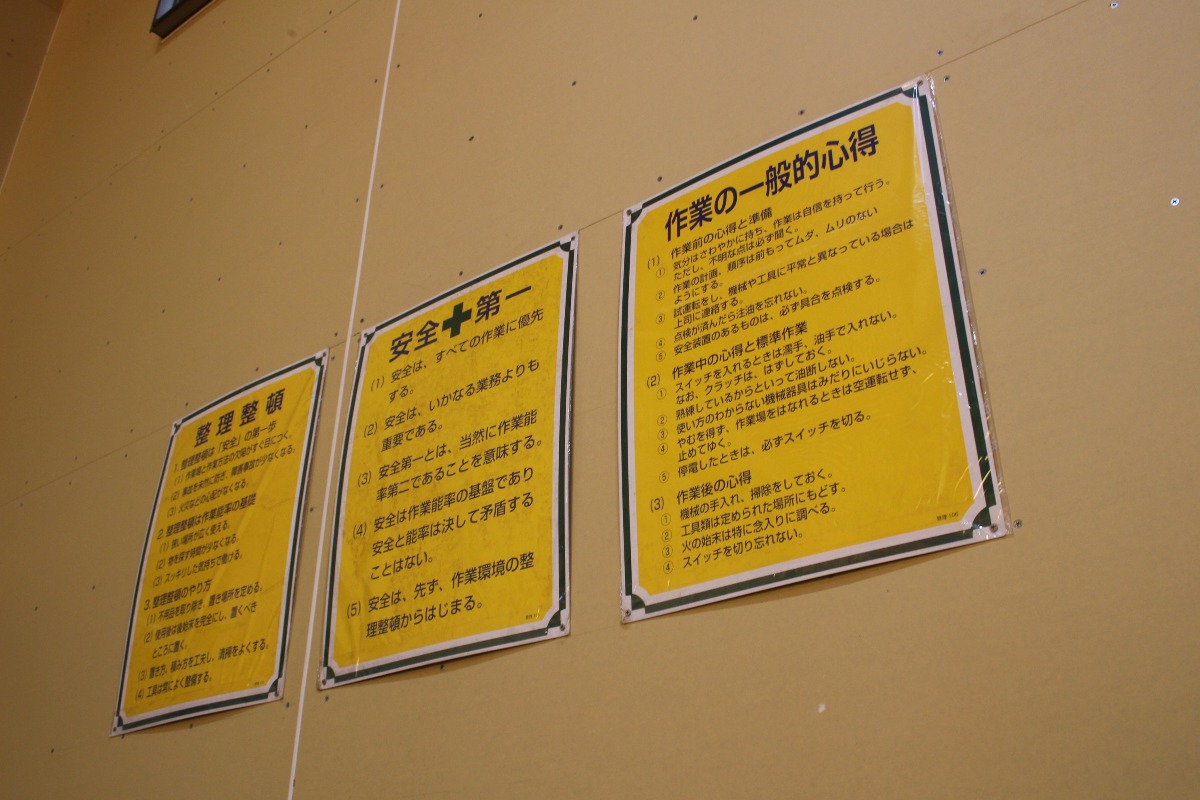 整理整頓
1.整理整頓は「安全」の第一歩
(1) 作業場と作業方法の欠陥がすぐ目につく。
(2) 事故を未然に防ぎ、障害事故が少なくなる。
(3) 火災などの心配がなくなる。
2.整理整頓は作業能率の基礎
(1) 狭い場所が広く使える。
(2) 物を探す時間が少なくなる。
(3) スッキリした気持ちで働ける。
3.整理整頓のやり方
(1) 不用品を取り除き、置き場所を定める。
(2) 使用後は後始末を完全にし、置くべき
ところに置く。
(3) 置き方、積み方を工夫し、清掃をよくする。
(4) 工具は常によく整備する。
安全✚第一
(1) 安全は、すべての作業に優先
する。
(2) 安全は、いかなる業務よりも
重要である。
(3) 安全第一とは、当然に作業能
率第二であることを意味する。
(4) 安全は作業能率の基盤であり
安全と能率は決して矛盾する
ことはない。
(5) 安全は、先ず、作業環境の整
理整頓からはじまる。
作業の一般的心得
(1) 作業前の心得と準備
① 気分はさわやかに持ち、作業は自信を持って行う。
ただし、不明な点は必ず聞く。
② 作業の計画、順序は前もってムダ、ムリのない
ようにする。
③ 試運転をし、機械や工具に平常と異なっている場合は
上司に連絡する。
④ 点検が済んだら注油を忘れない。
⑤ 安全装置のあるものは、必ず具合を点検する。
(2) 作業中の心得と標準作業
① スイッチを入れるときは濡手、油手で入れない。
なお、クラッチは、はずしておく。
② 熟練しているからといって油断しない。
③ 使い方のわからない機械器具はみだりにいじらない。
④ やむを得ず、作業場をはなれるときは空運転せず、
止めてゆく。
⑤ 停電したときは、必ずスイッチを切る。
(3) 作業後の心得
① 機械の手入れ、掃除をしておく。
② 工具類は定められた場所にもどす。
③ 火の始末は特に念入りに調べる。
④ スイッチを切り忘れない。